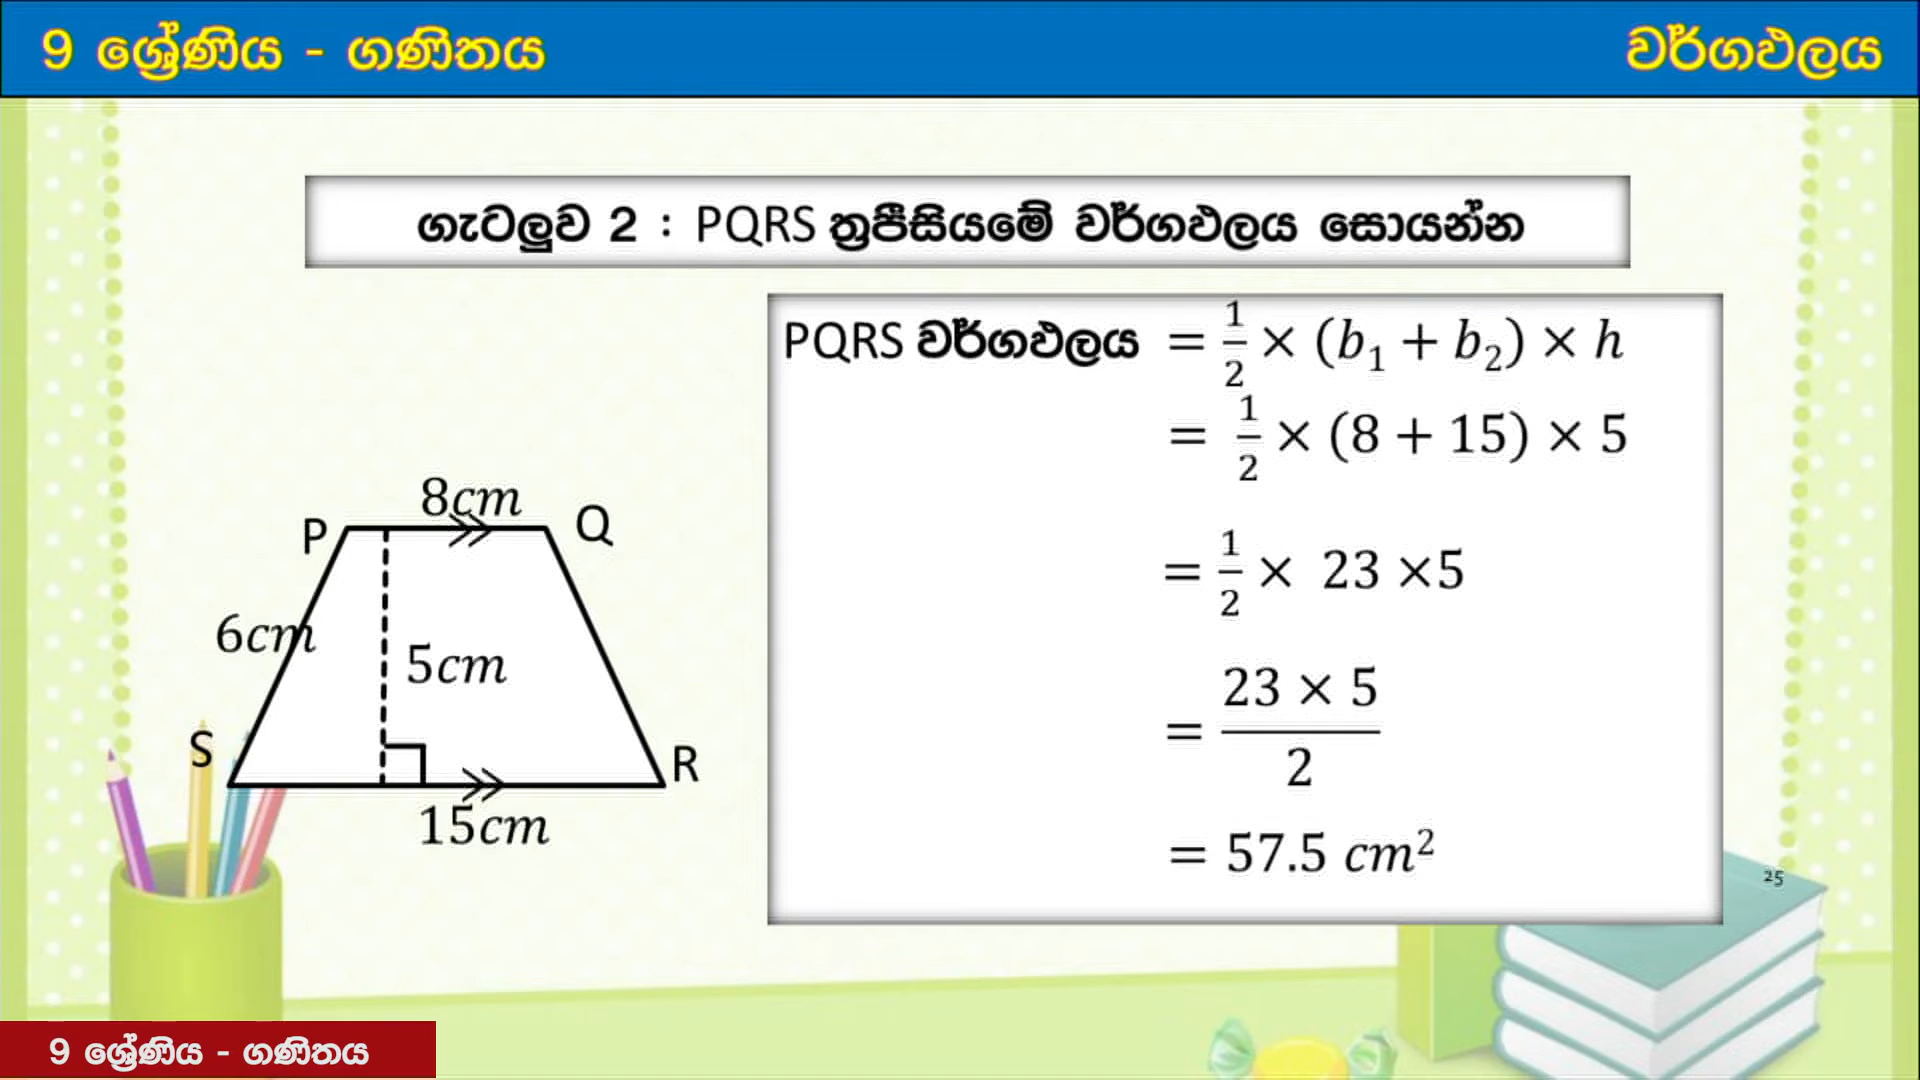 9 ශ්‍රේණිය - ගණිතය
වර්ගඵලය
ගැටලුව 2 : PQRS ත්‍රපීසියමේ වර්ගඵලය සොයන්න
PQRS වර්ගඵලය = 1/2 × (b₁ + b₂) × h
= 1/2 × (8 + 15) × 5
= 1/2 × 23 ×5
= 23 × 5 / 2
= 57.5 cm²
8cm
P
Q
6cm
5cm
S
R
15cm
25
9 ශ්‍රේණිය - ගණිතය